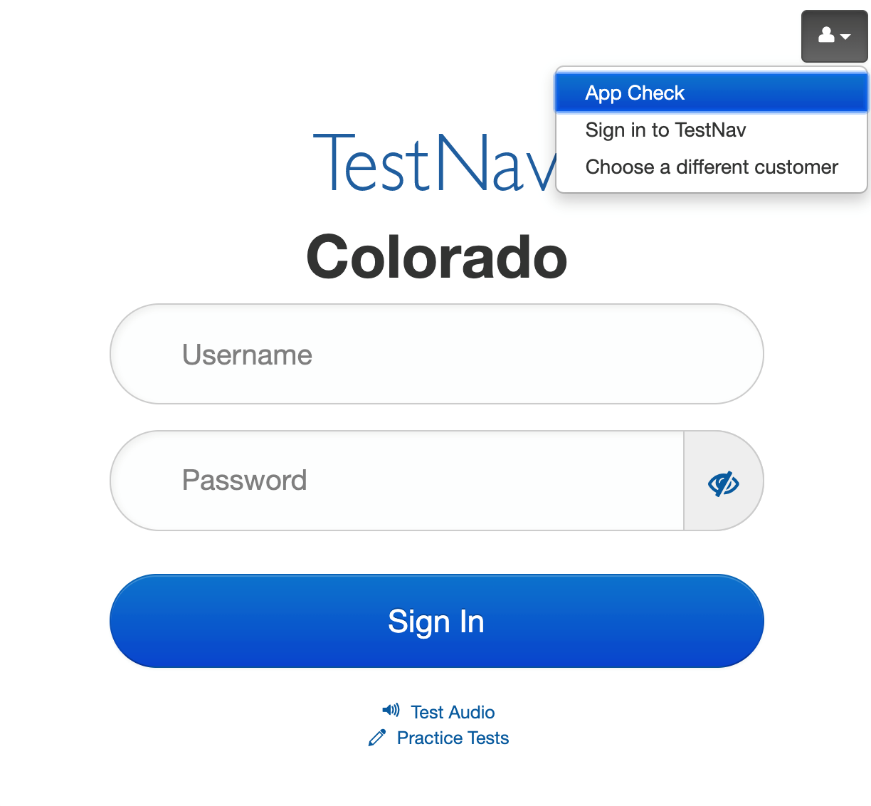 App Check
Sign in to TestNav
Choose a different customer
TestNav
Colorado
Username
Password
Sign In
Test Audio
Practice Tests